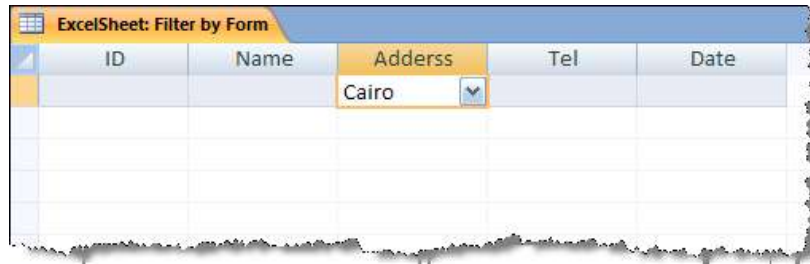 ExcelSheet: Filter by Form
ID Name Adderss Tel Date
Cairo